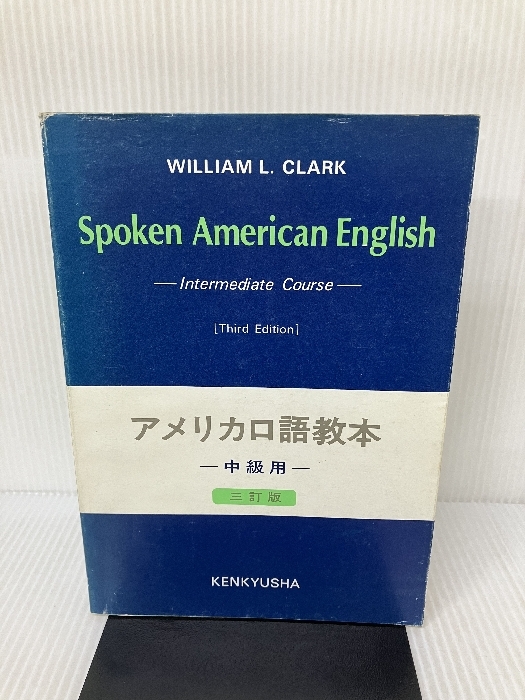 WILLIAM L. CLARK
Spoken American English
—Intermediate Course—
[Third Edition]
アメリカ口語教本
—中級用—
三訂版
KENKYUSHA